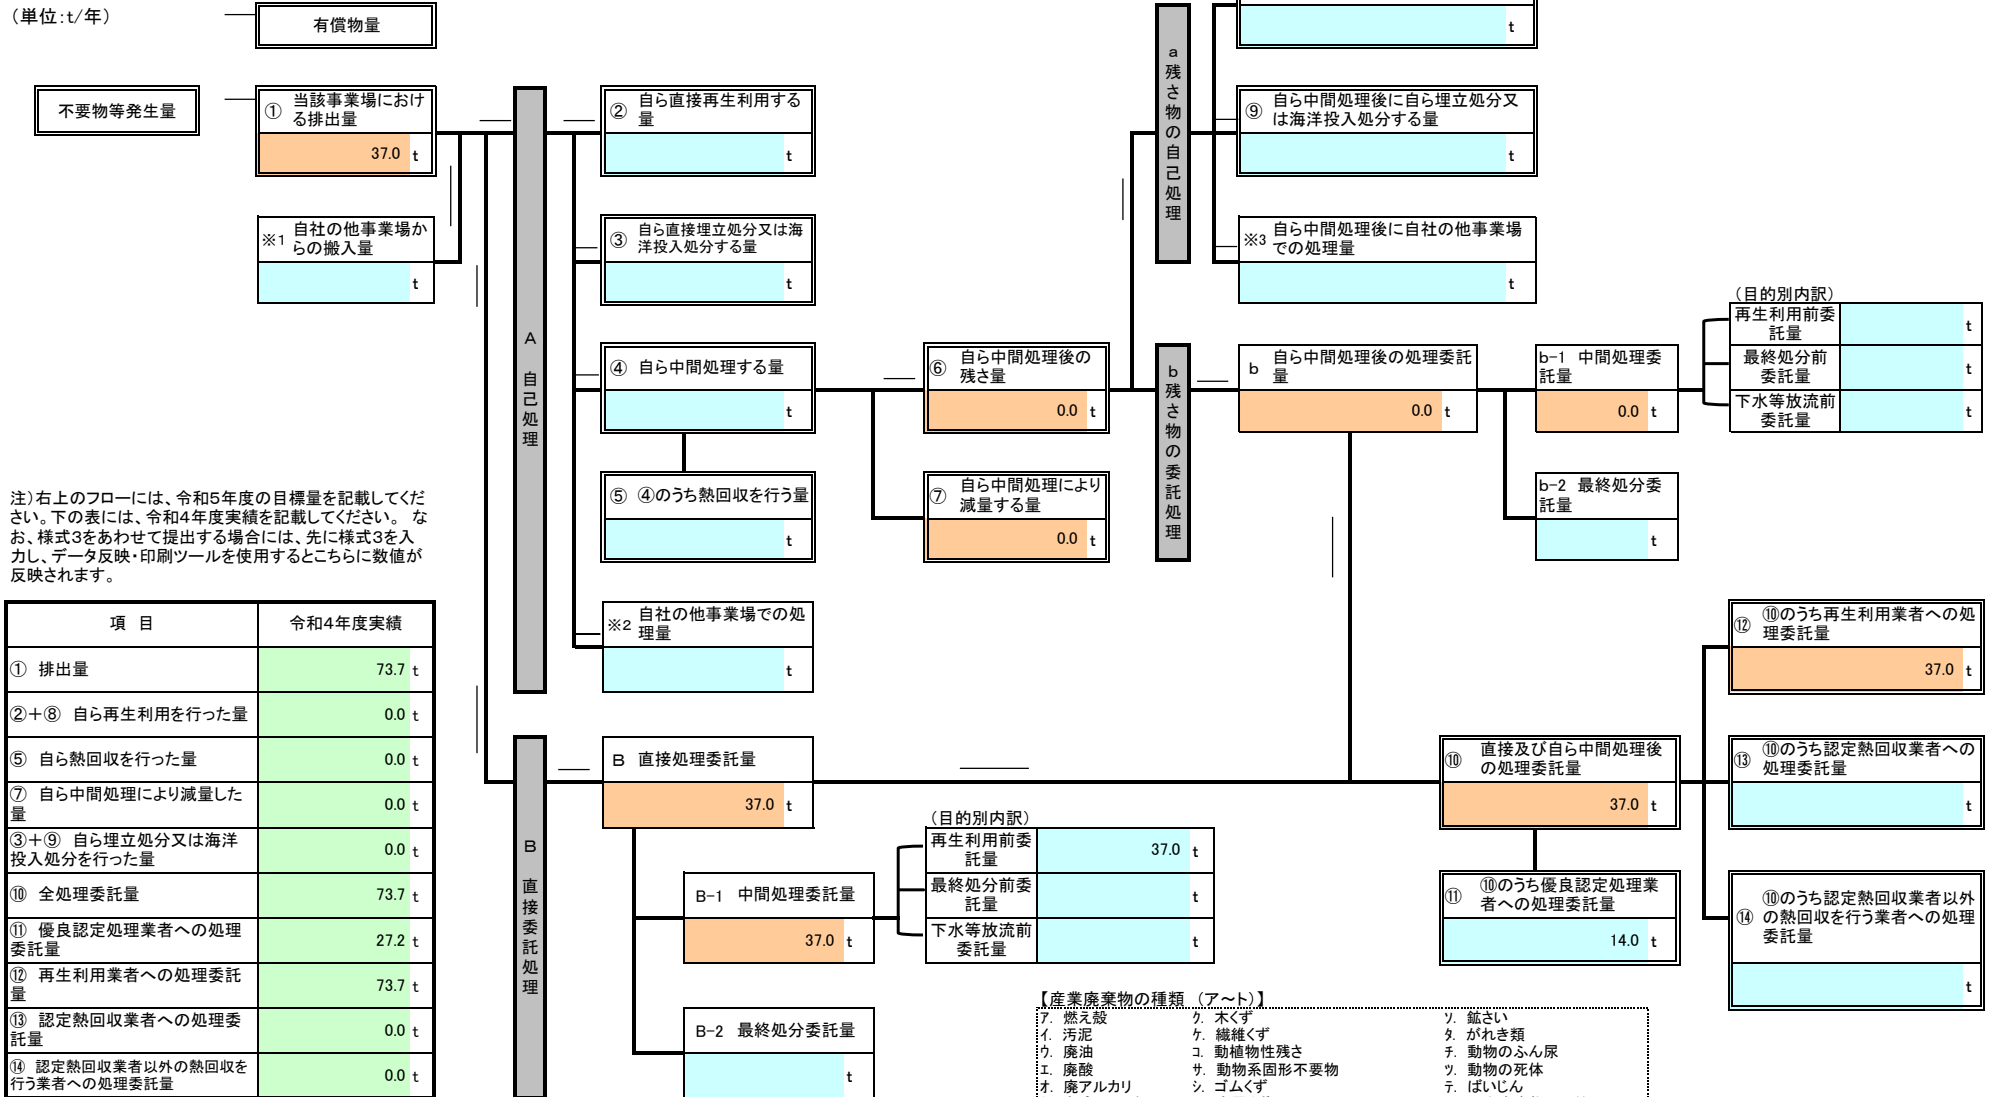 （単位：t/年）
有償物量
不要物等発生量
① 当該事業場におけ
る排出量
37.0 t
※1 自社の他事業場か
らの搬入量
t
A 自己処理
② 自ら直接再生利用する
量
t
③ 自ら直接埋立処分又は海
洋投入処分する量
t
④ 自ら中間処理する量
t
⑤ ④のうち熱回収を行う量
t
※2 自社の他事業場での処
理量
t
⑥ 自ら中間処理後の
残さ量
0.0 t
⑦ 自ら中間処理により
減量する量
0.0 t
a 残さ物の自己処理
t
⑨ 自ら中間処理後に自ら埋立処分又
は海洋投入処分する量
t
※3 自ら中間処理後に自社の他事業場
での処理量
t
b 残さ物の委託処理
b 自ら中間処理後の処理委託
量
0.0 t
b-1 中間処理委
託量
0.0 t
b-2 最終処分委
託量
t
（目的別内訳）
再生利用前委
託量
t
最終処分前
委託量
t
下水等放流前
委託量
t
注）右上のフローには、令和5年度の目標量を記載してくだ
さい。下の表には、令和4年度実績を記載してください。 な
お、様式3をあわせて提出する場合には、先に様式3を入
力し、データ反映・印刷ツールを使用するとこちらに数値が
反映されます。
項 目 令和4年度実績
① 排出量 73.7 t
②＋⑧ 自ら再生利用を行った量 0.0 t
⑤ 自ら熱回収を行った量 0.0 t
⑦ 自ら中間処理により減量した
量 0.0 t
③＋⑨ 自ら埋立処分又は海洋
投入処分を行った量 0.0 t
⑩ 全処理委託量 73.7 t
⑪ 優良認定処理業者への処理
委託量 27.2 t
⑫ 再生利用業者への処理委託
量 73.7 t
⑬ 認定熱回収業者への処理委
託量 0.0 t
⑭ 認定熱回収業者以外の熱回収を
行う業者への処理委託量 0.0 t
B 直接委託処理
B 直接処理委託量
37.0 t
B-1 中間処理委託量
37.0 t
B-2 最終処分委託量
t
（目的別内訳）
再生利用前委
託量
37.0 t
最終処分前委
託量
t
下水等放流前
委託量
t
⑩ 直接及び自ら中間処理後
の処理委託量
37.0 t
⑪ ⑩のうち優良認定処理業
者への処理委託量
14.0 t
⑫ ⑩のうち再生利用業者への処
理委託量
37.0 t
⑬ ⑩のうち認定熱回収業者への
処理委託量
t
⑭ ⑩のうち認定熱回収業者以外
の熱回収を行う業者への処理
委託量
t
【産業廃棄物の種類 （ア～ト）】
ｱ. 燃え殻 ｸ. 木くず ｿ. 鉱さい
ｲ. 汚泥 ｹ. 繊維くず ﾀ. がれき類
ｳ. 廃油 ｺ. 動植物性残さ ﾁ. 動物のふん尿
ｴ. 廃酸 ｻ. 動物系固形不要物 ﾂ. 動物の死体
ｵ. 廃アルカリ ｼ. ゴムくず ﾃ. ばいじん